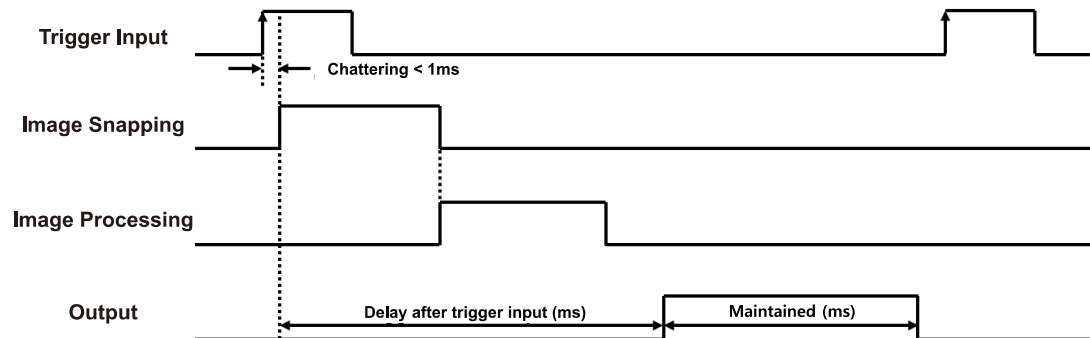 Trigger Input
Chattering < 1ms
Image Snapping
Image Processing
Output
Delay after trigger input (ms)
Maintained (ms)